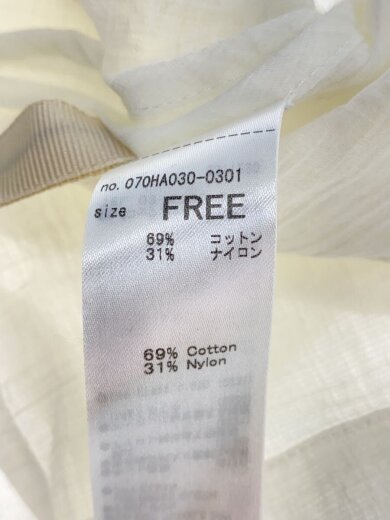 no. 070HA030-0301
size FREE
69% コットン
31% ナイロン
69% Cotton
31% Nylon